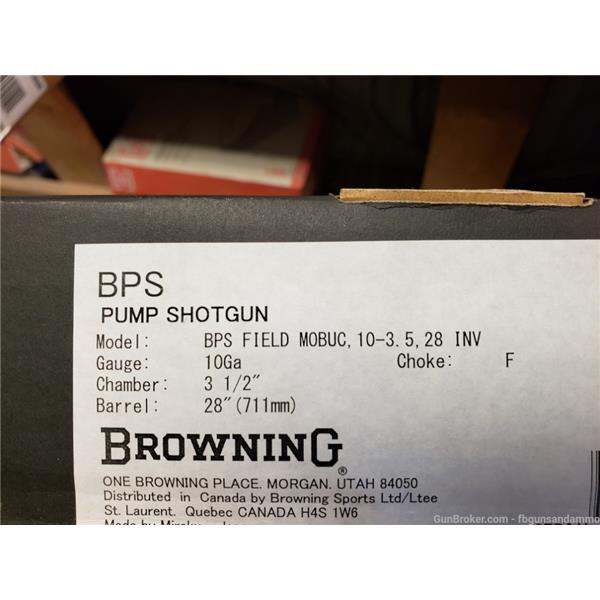 BPS
PUMP SHOTGUN
Model: BPS FIELD MOBUC, 10-3.5, 28 INV
Gauge: 10Ga Choke: F
Chamber: 3 1/2"
Barrel: 28"(711mm)
BROWNING®
ONE BROWNING PLACE. MORGAN. UTAH 84050
Distributed in Canada by Browning Sports Ltd/Ltee
St. Laurent. Quebec CANADA H4S 1W6
Made by
GunBroker.com - fbgunsandammo